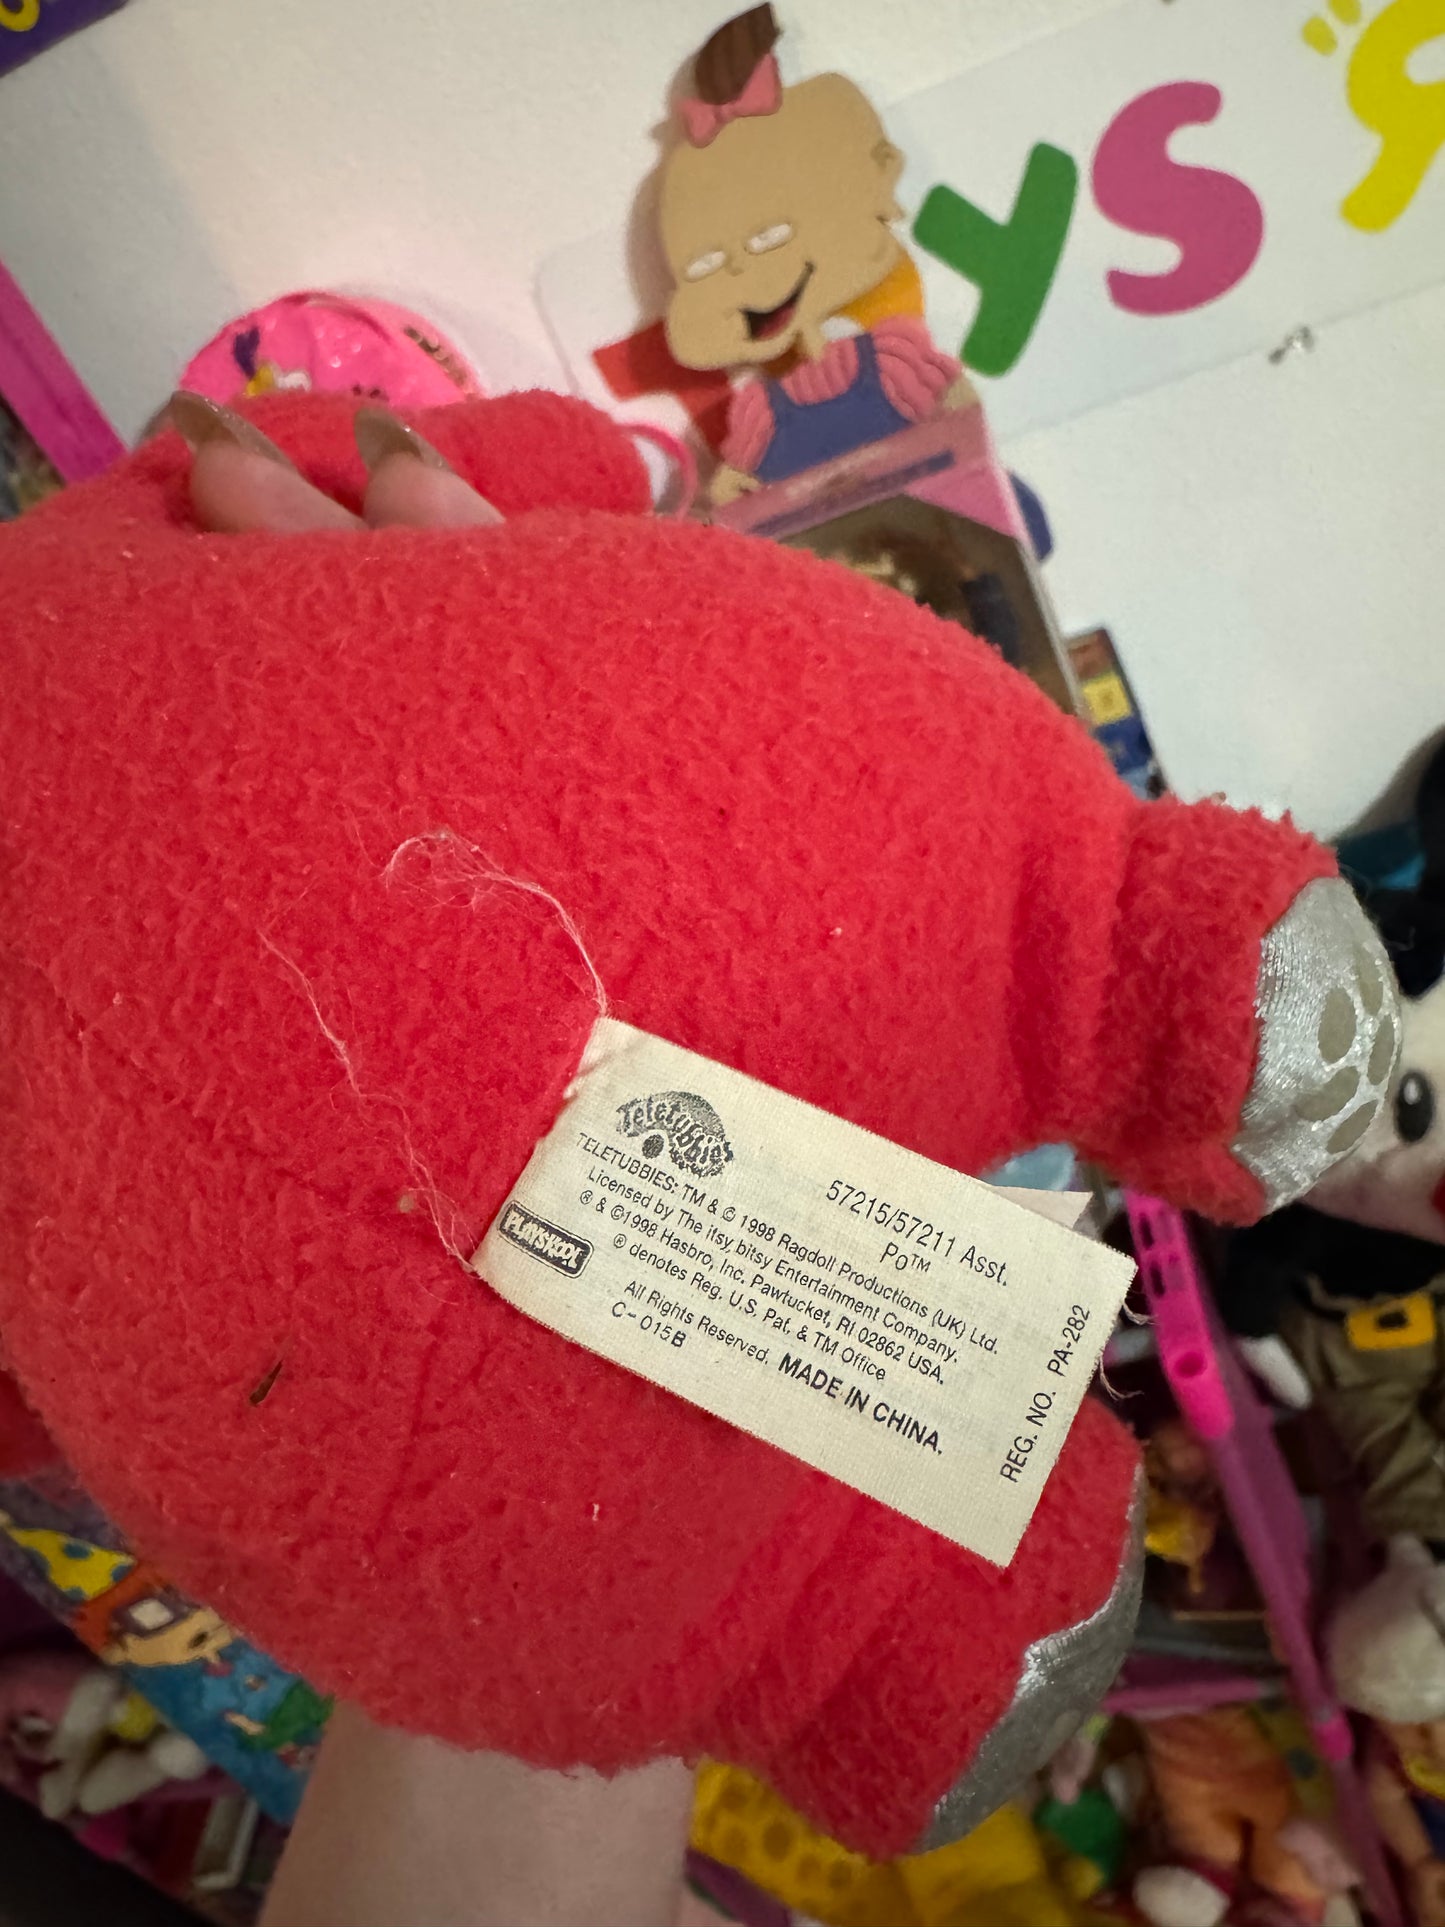 ys
Teletubbies
57215/57211 Asst.
Po™
TELETUBBIES: TM & © 1998 Ragdoll Productions (UK) Ltd.
Licensed by The itsy bitsy Entertainment Company.
® & ©1998 Hasbro, Inc. Pawtucket, RI 02862 USA.
® denotes Reg. U.S. Pat. & TM Office
All Rights Reserved. MADE IN CHINA.
C-015B
PLAYSKOOL
REG. NO. PA-282